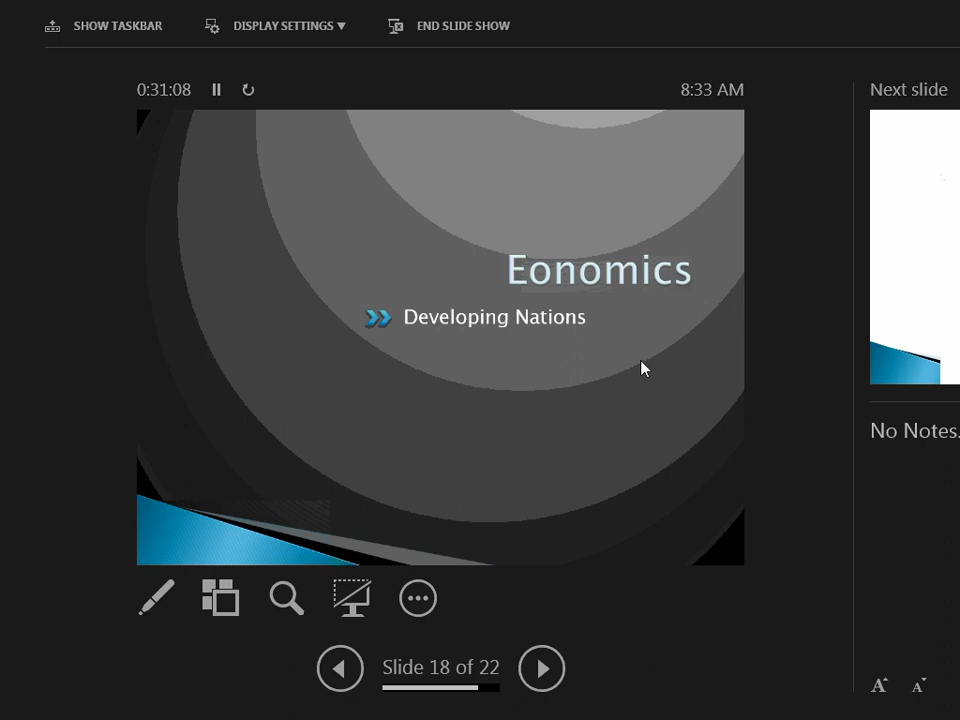 SHOW TASKBAR DISPLAY SETTINGS ▼ END SLIDE SHOW
0:31:08 8:33 AM Next slide
Eonomics
Developing Nations
No Notes.
Slide 18 of 22
A A